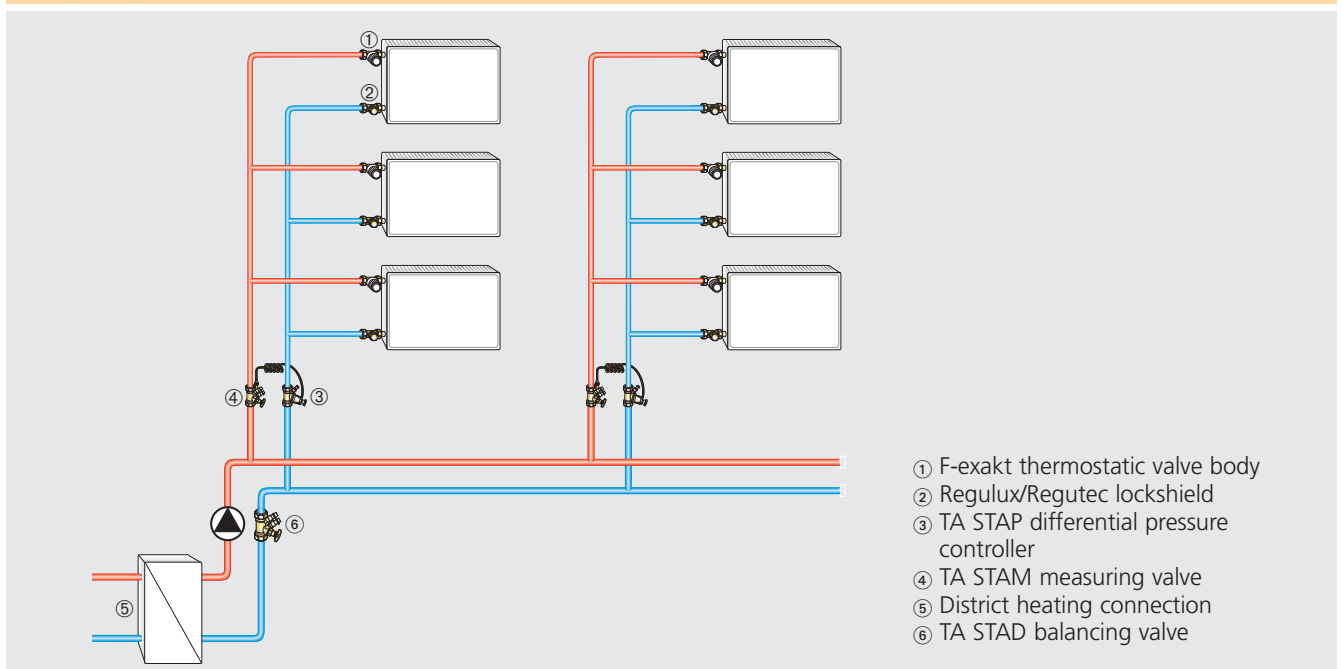 ①
②
④
③
⑥
⑤
① F-exakt thermostatic valve body
② Regulux/Regutec lockshield
③ TA STAP differential pressure
controller
④ TA STAM measuring valve
⑤ District heating connection
⑥ TA STAD balancing valve